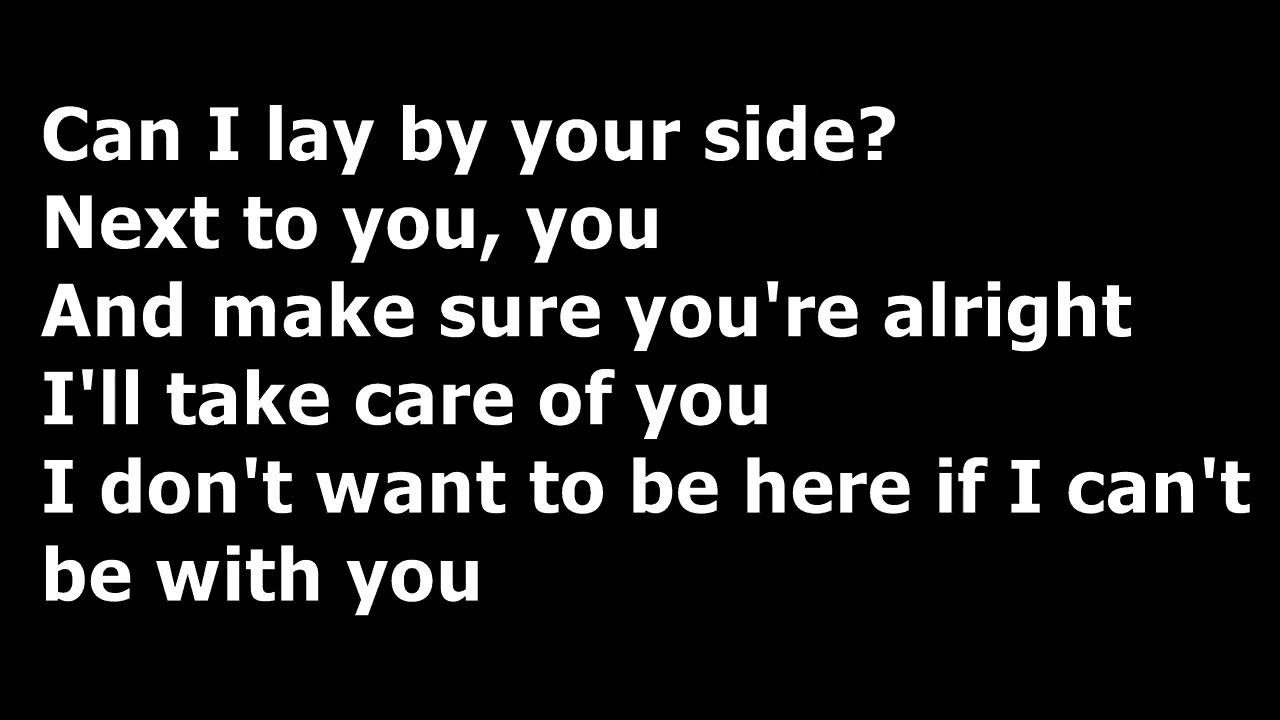 Can I lay by your side?
Next to you, you
And make sure you're alright
I'll take care of you
I don't want to be here if I can't
be with you